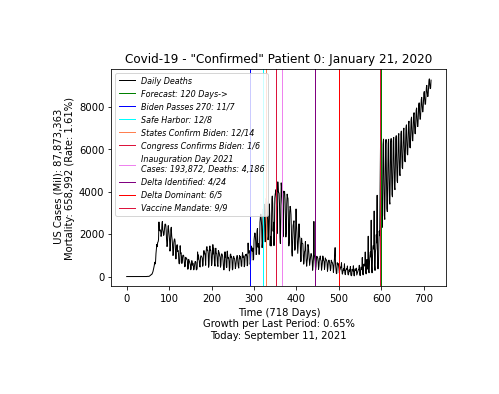 Covid-19 - "Confirmed" Patient 0: January 21, 2020
US Cases (Mil): 87,873,363
Mortality: 658,992 (Rate: 1.61%)
8000
6000
4000
2000
0
Daily Deaths
Forecast: 120 Days->
Biden Passes 270: 11/7
Safe Harbor: 12/8
States Confirm Biden: 12/14
Congress Confirms Biden: 1/6
Inauguration Day 2021
Cases: 193,872, Deaths: 4,186
Delta Identified: 4/24
Delta Dominant: 6/5
Vaccine Mandate: 9/9
0 100 200 300 400 500 600 700
Time (718 Days)
Growth per Last Period: 0.65%
Today: September 11, 2021